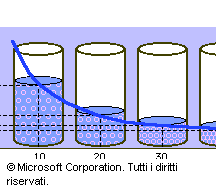 10 20 30
© Microsoft Corporation. Tutti i diritti
riservati.